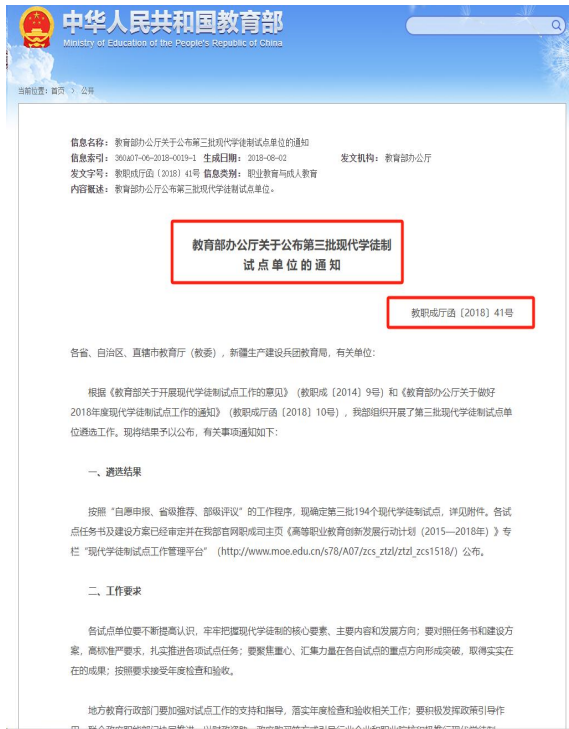 中华人民共和国教育部
Ministry of Education of the People's Republic of China
当前位置：首页 > 公开
信息名称： 教育部办公厅关于公布第三批现代学徒制试点单位的通知
信息索引： 360A07-06-2018-0019-1 生成日期： 2018-08-02 发文机构： 教育部办公厅
发文字号： 教职成厅函〔2018〕41号 信息类别： 职业教育与成人教育
内容概述： 教育部办公厅公布第三批现代学徒制试点单位。
教育部办公厅关于公布第三批现代学徒制
试点单位的通知
教职成厅函〔2018〕41号
各省、自治区、直辖市教育厅（教委），新疆生产建设兵团教育局，有关单位：
根据《教育部关于开展现代学徒制试点工作的意见》（教职成〔2014〕9号）和《教育部办公厅关于做好
2018年度现代学徒制试点工作的通知》（教职成厅函〔2018〕10号），我部组织开展了第三批现代学徒制试点单
位遴选工作。现将结果予以公布，有关事项通知如下：
一、遴选结果
按照“自愿申报、省级推荐、部级评议”的工作程序，现确定第三批194个现代学徒制试点，详见附件。各试
点任务书及建设方案已经审定并在我部官网职成司主页《高等职业教育创新发展行动计划（2015—2018年）》专
栏“现代学徒制试点工作管理平台”（http://www.moe.edu.cn/s78/A07/zcs_ztzl/ztzl_zcs1518/）公布。
二、工作要求
各试点单位要不断提高认识，牢牢把握现代学徒制的核心要素、主要内容和发展方向；要对照任务书和建设方
案，高标准严要求，扎实推进各项试点任务；要聚焦重心、汇集力量在各自试点的重点方向形成突破，取得实实在
在的成果；按照要求接受年度检查和验收。
地方教育行政部门要加强对试点工作的支持和指导，落实年度检查和验收相关工作；要积极发挥政策引导作